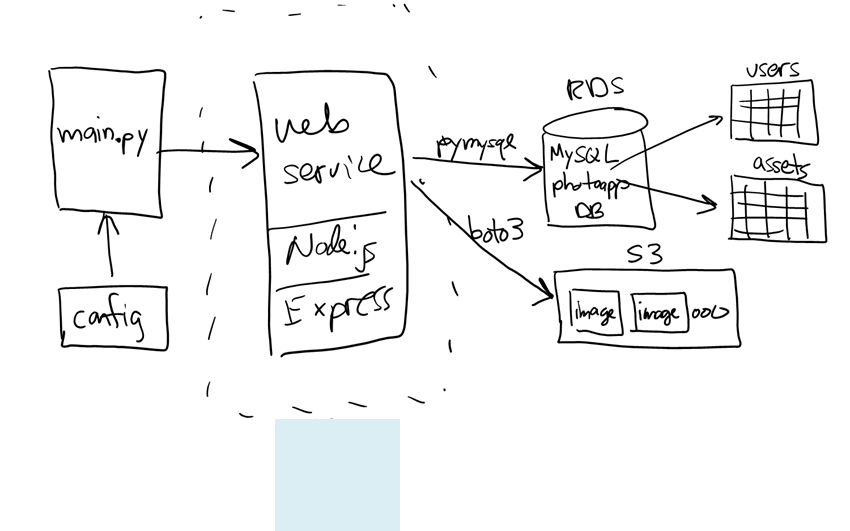 main.py
config
web
service
Node.js
Express
pymysql
boto3
RDS
MySQL
photoapp
DB
users
assets
S3
image
image